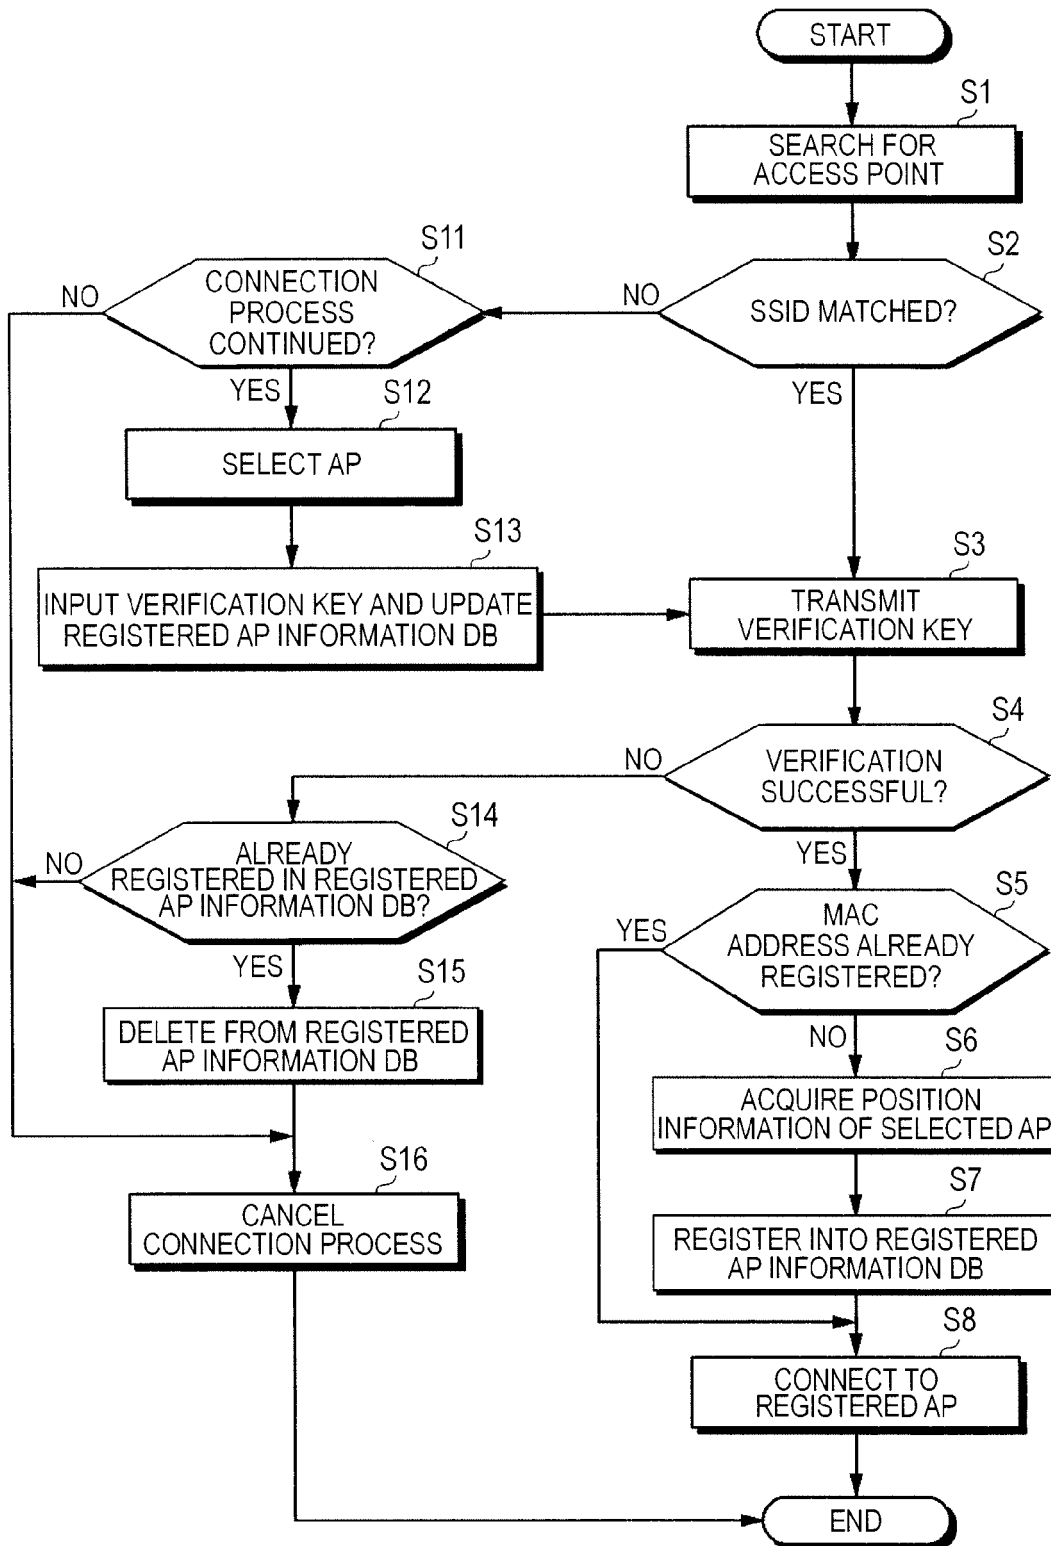 START
S1
SEARCH FOR
ACCESS POINT
S2
SSID MATCHED?
NO
YES
S11
CONNECTION
PROCESS
CONTINUED?
NO
YES
S12
SELECT AP
S13
INPUT VERIFICATION KEY AND UPDATE
REGISTERED AP INFORMATION DB
S3
TRANSMIT
VERIFICATION KEY
S4
VERIFICATION
SUCCESSFUL?
NO
YES
S14
ALREADY
REGISTERED IN REGISTERED
AP INFORMATION DB?
NO
YES
S15
DELETE FROM REGISTERED
AP INFORMATION DB
S16
CANCEL
CONNECTION PROCESS
S5
MAC
ADDRESS ALREADY
REGISTERED?
YES
NO
S6
ACQUIRE POSITION
INFORMATION OF SELECTED AP
S7
REGISTER INTO REGISTERED
AP INFORMATION DB
S8
CONNECT TO
REGISTERED AP
END